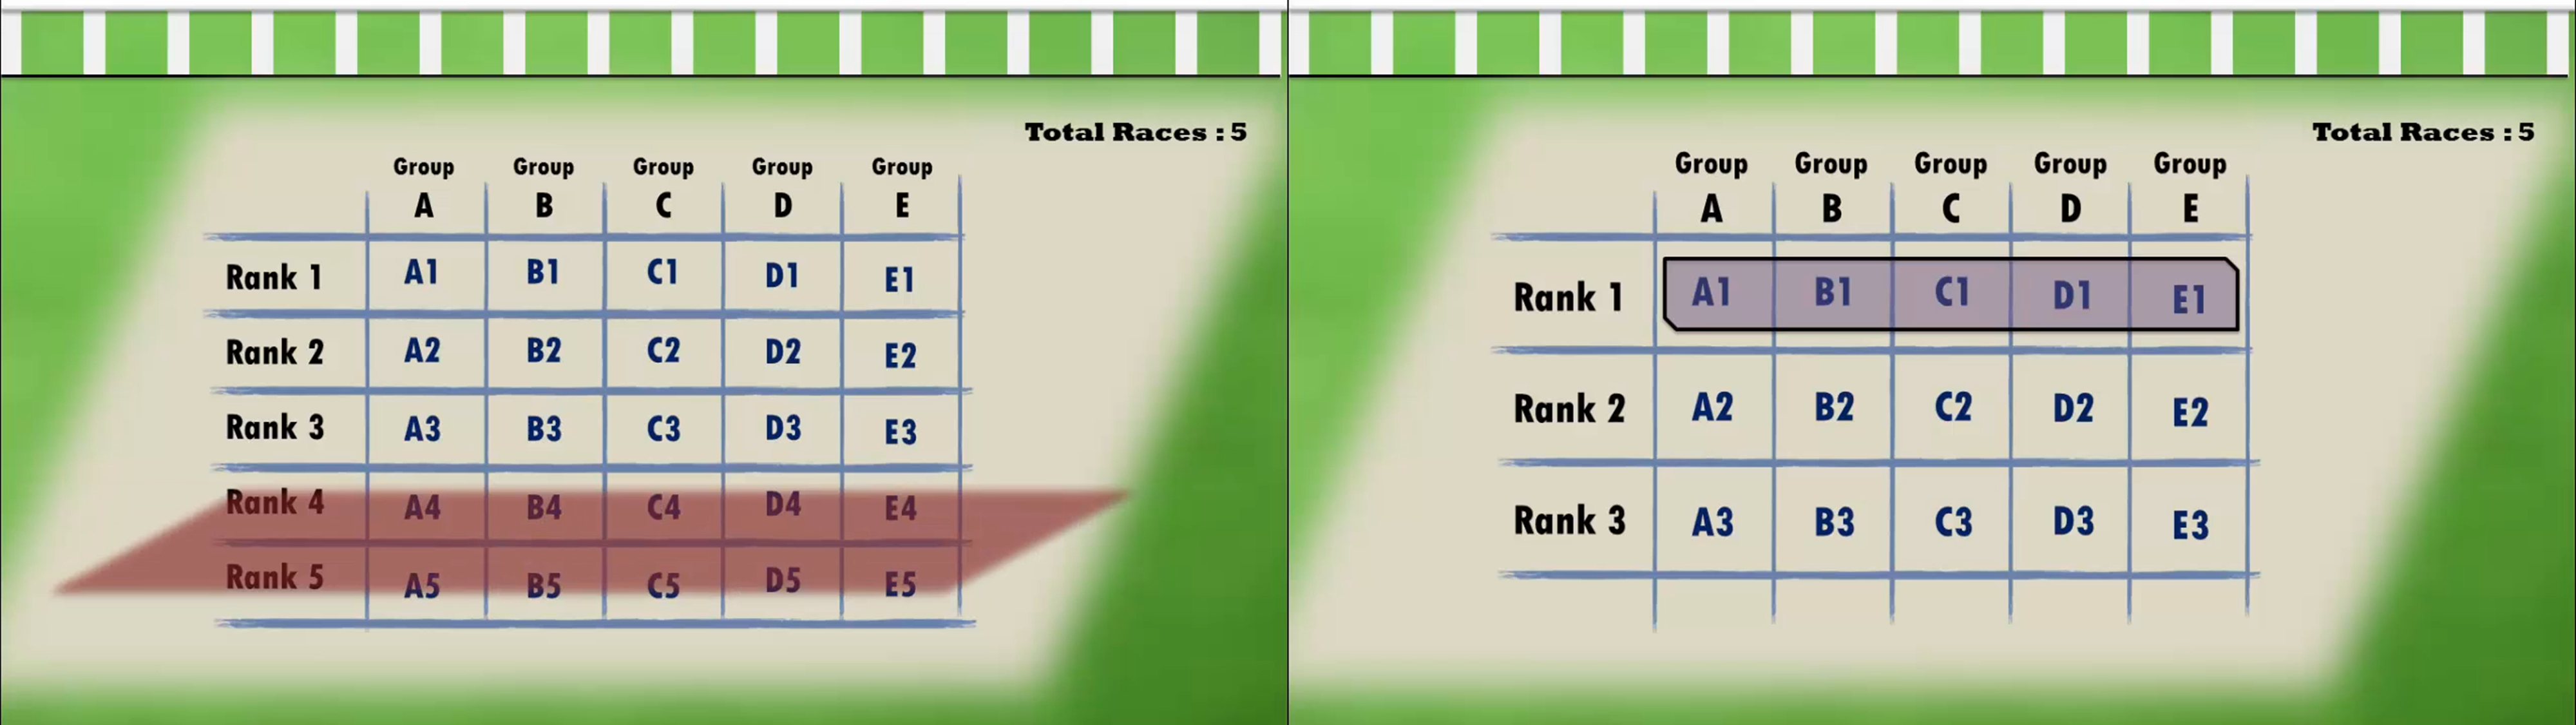 Total Races : 5
Group Group Group Group Group
A B C D E
Rank 1 A1 B1 C1 D1 E1
Rank 2 A2 B2 C2 D2 E2
Rank 3 A3 B3 C3 D3 E3
Rank 4 A4 B4 C4 D4 E4
Rank 5 A5 B5 C5 D5 E5
Total Races : 5
Group Group Group Group Group
A B C D E
Rank 1 A1 B1 C1 D1 E1
Rank 2 A2 B2 C2 D2 E2
Rank 3 A3 B3 C3 D3 E3